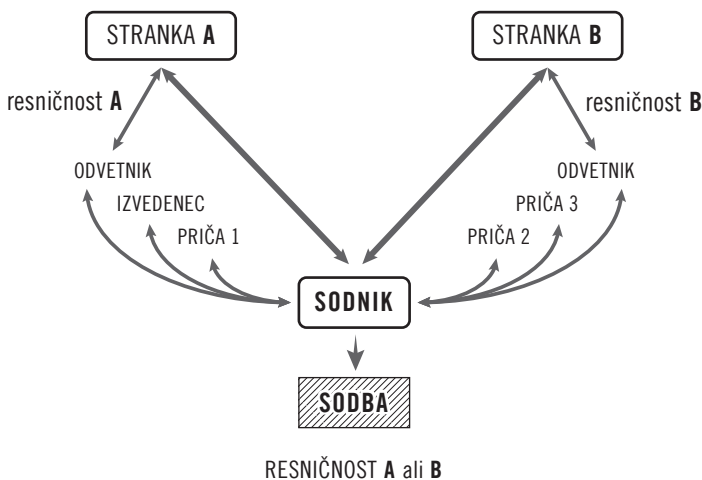 STRANKA A
STRANKA B
resničnost A
resničnost B
ODVETNIK
ODVETNIK
IZVEDENEC
PRIČA 3
PRIČA 1
PRIČA 2
SODNIK
SODBA
RESNIČNOST A ali B